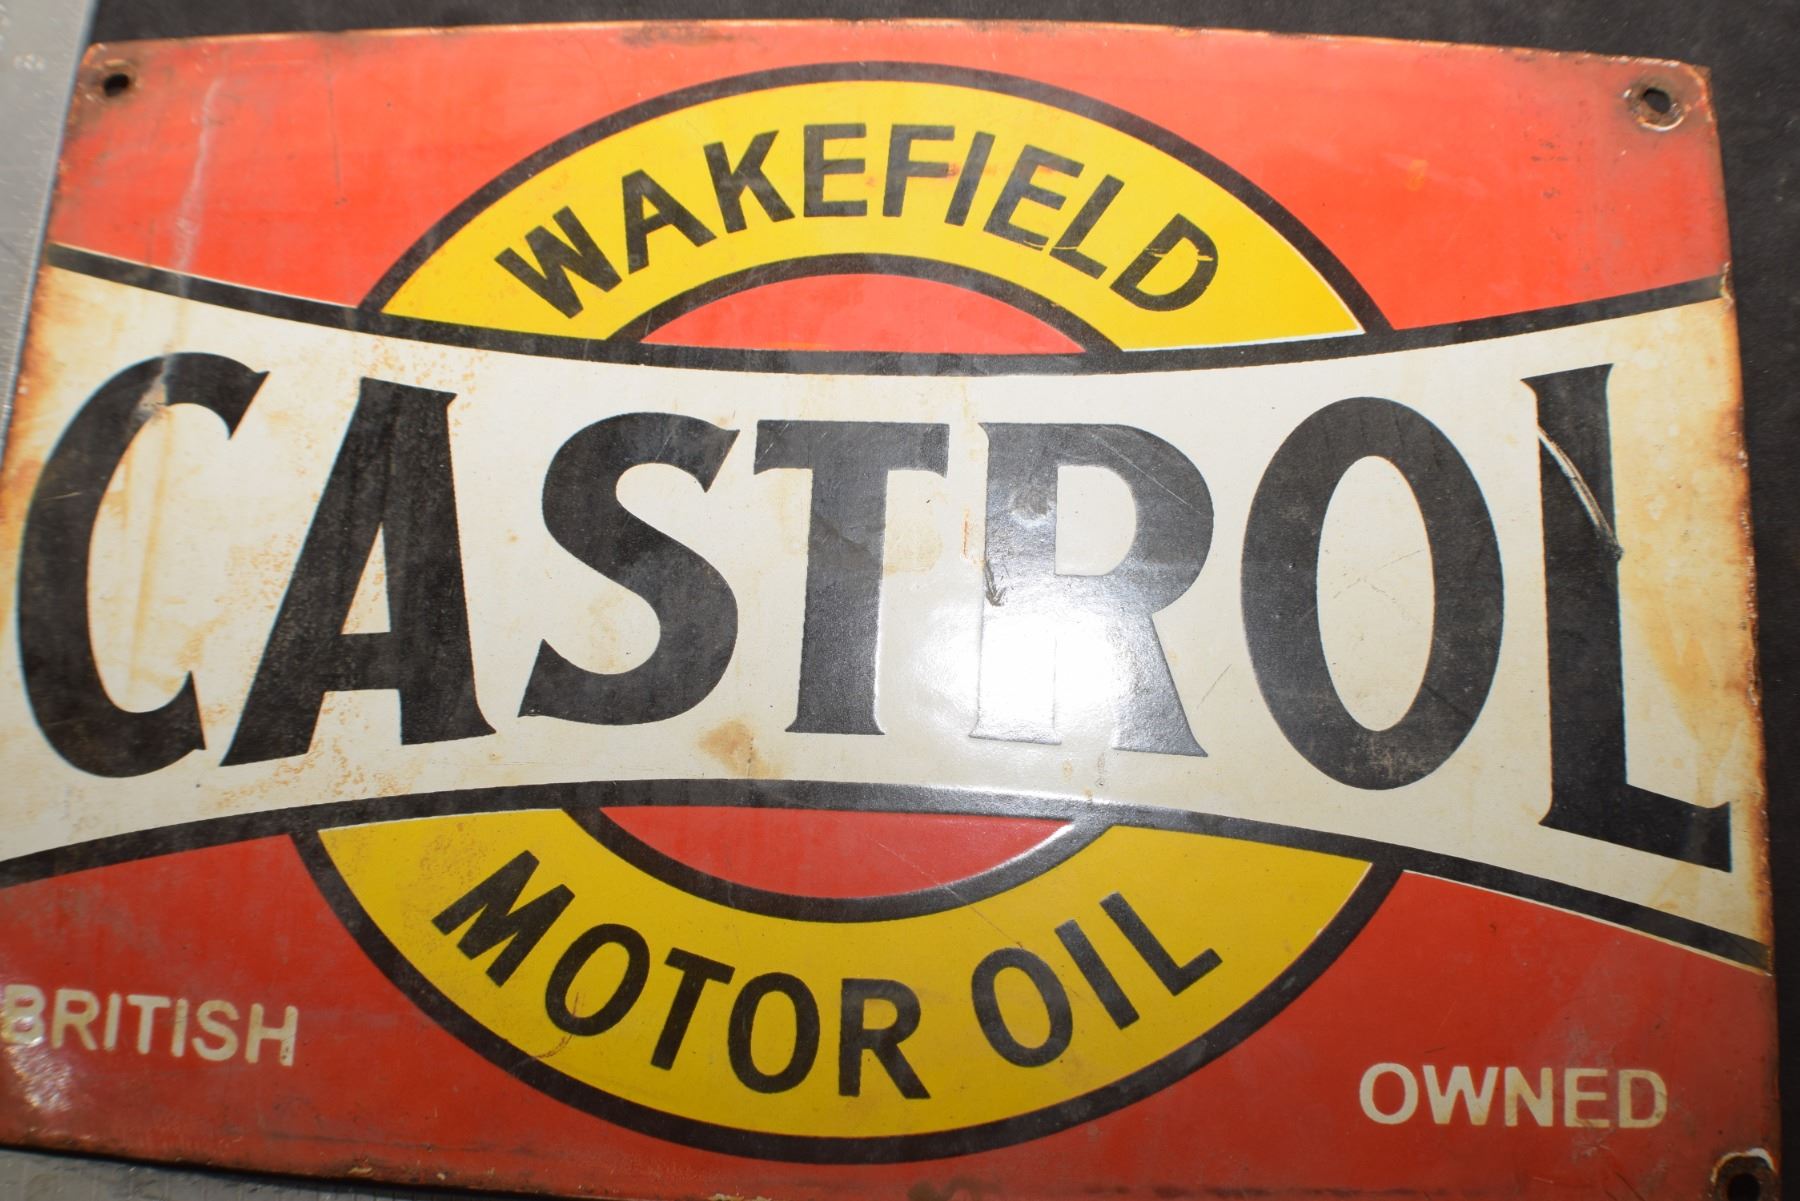 WAKEFIELD
CASTROL
MOTOR OIL
BRITISH OWNED